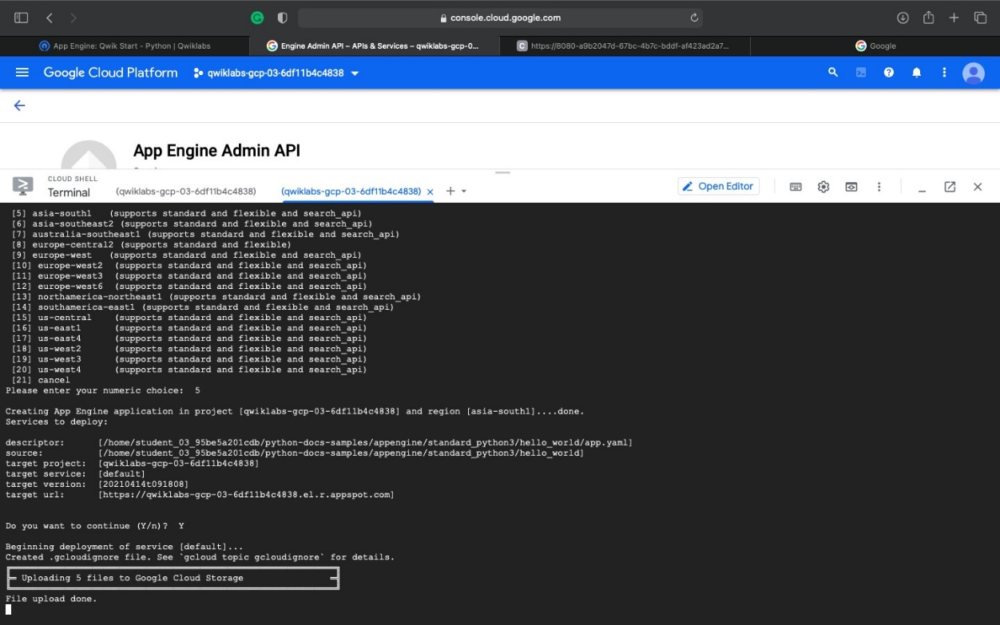 console.cloud.google.com
App Engine: Qwik Start - Python | Qwiklabs
Engine Admin API – APIs & Services – qwiklabs-gcp-0...
https://8080-a9b2047d-67bc-4b7c-bddf-af423ad2a7...
Google
Google Cloud Platform
qwiklabs-gcp-03-6df11b4c4838
App Engine Admin API
CLOUD SHELL
Terminal
(qwiklabs-gcp-03-6df11b4c4838)
(qwiklabs-gcp-03-6df11b4c4838)
Open Editor
[5] asia-south1 (supports standard and flexible and search_api)
[6] asia-southeast2 (supports standard and flexible and search_api)
[7] australia-southeast1 (supports standard and flexible and search_api)
[8] europe-central2 (supports standard and flexible)
[9] europe-west (supports standard and flexible and search_api)
[10] europe-west2 (supports standard and flexible and search_api)
[11] europe-west3 (supports standard and flexible and search_api)
[12] europe-west6 (supports standard and flexible and search_api)
[13] northamerica-northeast1 (supports standard and flexible and search_api)
[14] southamerica-east1 (supports standard and flexible and search_api)
[15] us-central (supports standard and flexible and search_api)
[16] us-east1 (supports standard and flexible and search_api)
[17] us-east4 (supports standard and flexible and search_api)
[18] us-west2 (supports standard and flexible and search_api)
[19] us-west3 (supports standard and flexible and search_api)
[20] us-west4 (supports standard and flexible and search_api)
[21] cancel
Please enter your numeric choice: 5
Creating App Engine application in project [qwiklabs-gcp-03-6df11b4c4838] and region [asia-south1]....done.
Services to deploy:
descriptor: [/home/student_03_95be5a201cdb/python-docs-samples/appengine/standard_python3/hello_world/app.yaml]
source: [/home/student_03_95be5a201cdb/python-docs-samples/appengine/standard_python3/hello_world]
target project: [qwiklabs-gcp-03-6df11b4c4838]
target service: [default]
target version: [20210414t091808]
target url: [https://qwiklabs-gcp-03-6df11b4c4838.el.r.appspot.com]
Do you want to continue (Y/n)? Y
Beginning deployment of service [default]...
Created .gcloudignore file. See `gcloud topic gcloudignore` for details.
Uploading 5 files to Google Cloud Storage
File upload done.